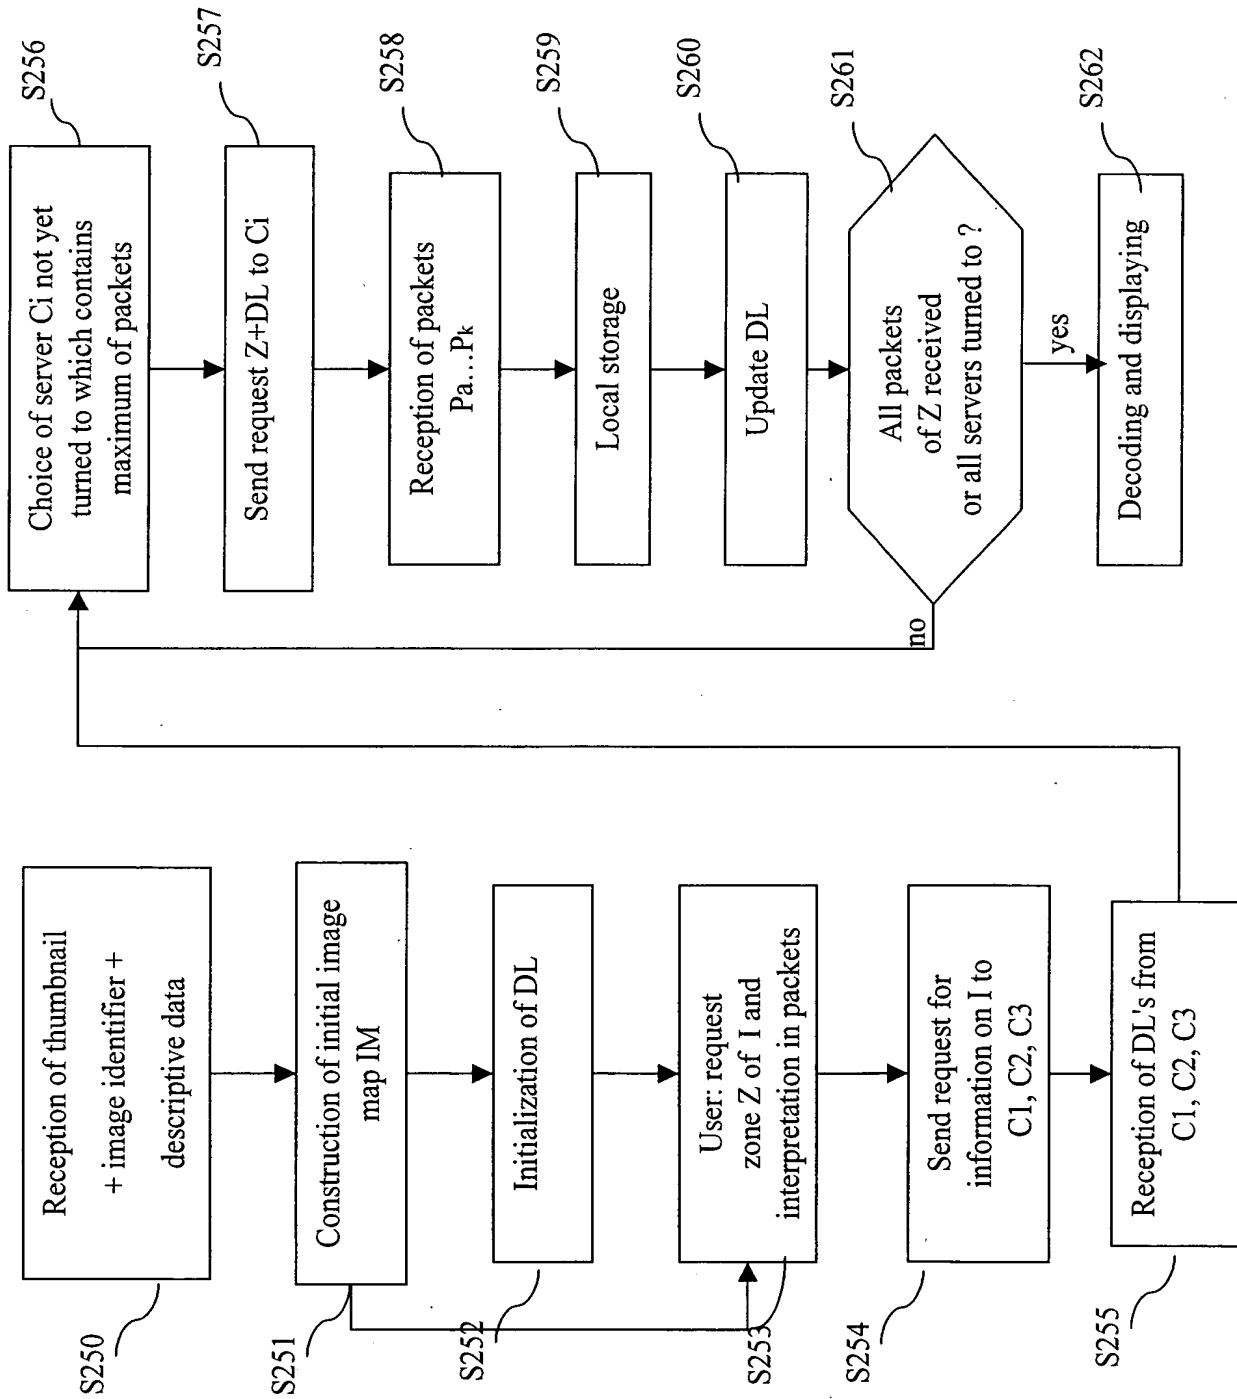 S250
Reception of thumbnail
+ image identifier +
descriptive data
S251
Construction of initial image
map IM
S252
Initialization of DL
S253
User: request
zone Z of I and
interpretation in packets
S254
Send request for
information on I to
C1, C2, C3
S255
Reception of DL's from
C1, C2, C3
S256
Choice of server Ci not yet
turned to which contains
maximum of packets
S257
Send request Z+DL to Ci
S258
Reception of packets
Pa...Pk
S259
Local storage
S260
Update DL
S261
All packets
of Z received
or all servers turned to ?
no
yes
S262
Decoding and displaying